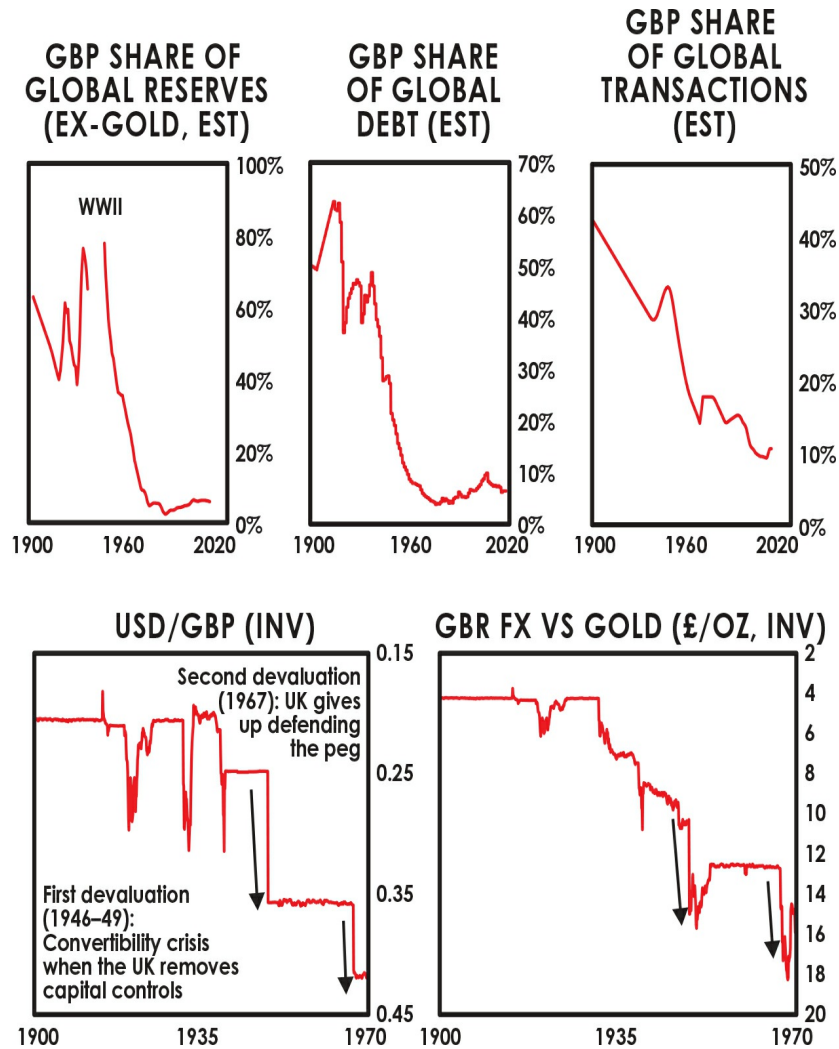 GBP SHARE OF
GLOBAL RESERVES
(EX-GOLD, EST)
100%
WWII
80%
60%
40%
20%
0%
1900
1960
2020
GBP SHARE
OF GLOBAL
DEBT (EST)
70%
60%
50%
40%
30%
20%
10%
0%
1900
1960
2020
GBP SHARE
OF GLOBAL
TRANSACTIONS
(EST)
50%
40%
30%
20%
10%
0%
1900
1960
2020
USD/GBP (INV)
0.15
Second devaluation
(1967): UK gives
up defending
the peg
0.25
0.35
First devaluation
(1946–49):
Convertibility crisis
when the UK removes
capital controls
0.45
1900
1935
1970
GBR FX VS GOLD (£/OZ, INV)
2
4
6
8
10
12
14
16
18
20
1900
1935
1970